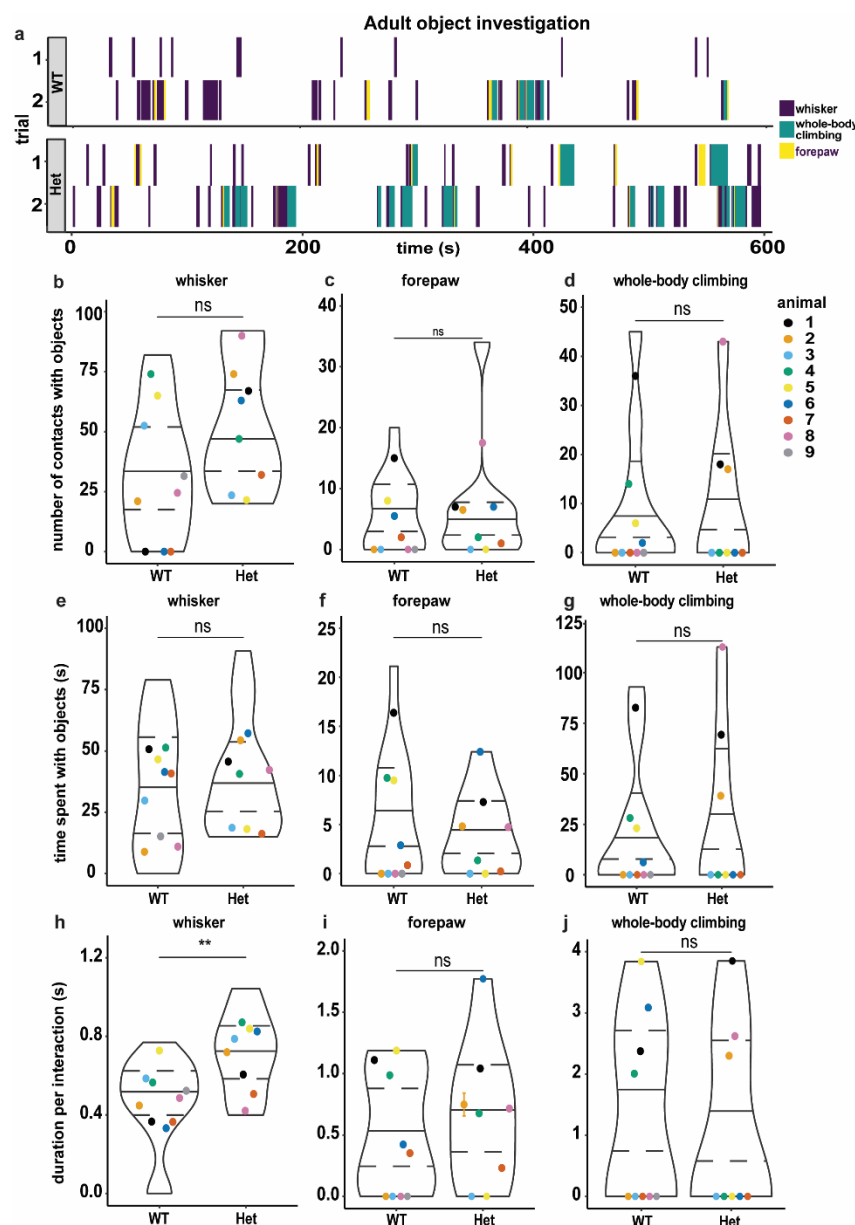 Adult object investigation
a
trial
WT
1
2
Het
1
2
0
200
400
600
time (s)
whisker
whole-body
climbing
forepaw
b
whisker
number of contacts with objects
100
75
50
25
0
ns
WT
Het
c
forepaw
40
30
20
10
0
ns
WT
Het
d
whole-body climbing
50
40
30
20
10
0
ns
WT
Het
animal
1
2
3
4
5
6
7
8
9
e
whisker
time spent with objects (s)
100
75
50
25
0
ns
WT
Het
f
forepaw
25
20
15
10
5
0
ns
WT
Het
g
whole-body climbing
125
100
75
50
25
0
ns
WT
Het
h
whisker
duration per interaction (s)
1.2
0.8
0.4
0.0
**
WT
Het
i
forepaw
2.0
1.5
1.0
0.5
0.0
ns
WT
Het
j
whole-body climbing
4
3
2
1
0
ns
WT
Het